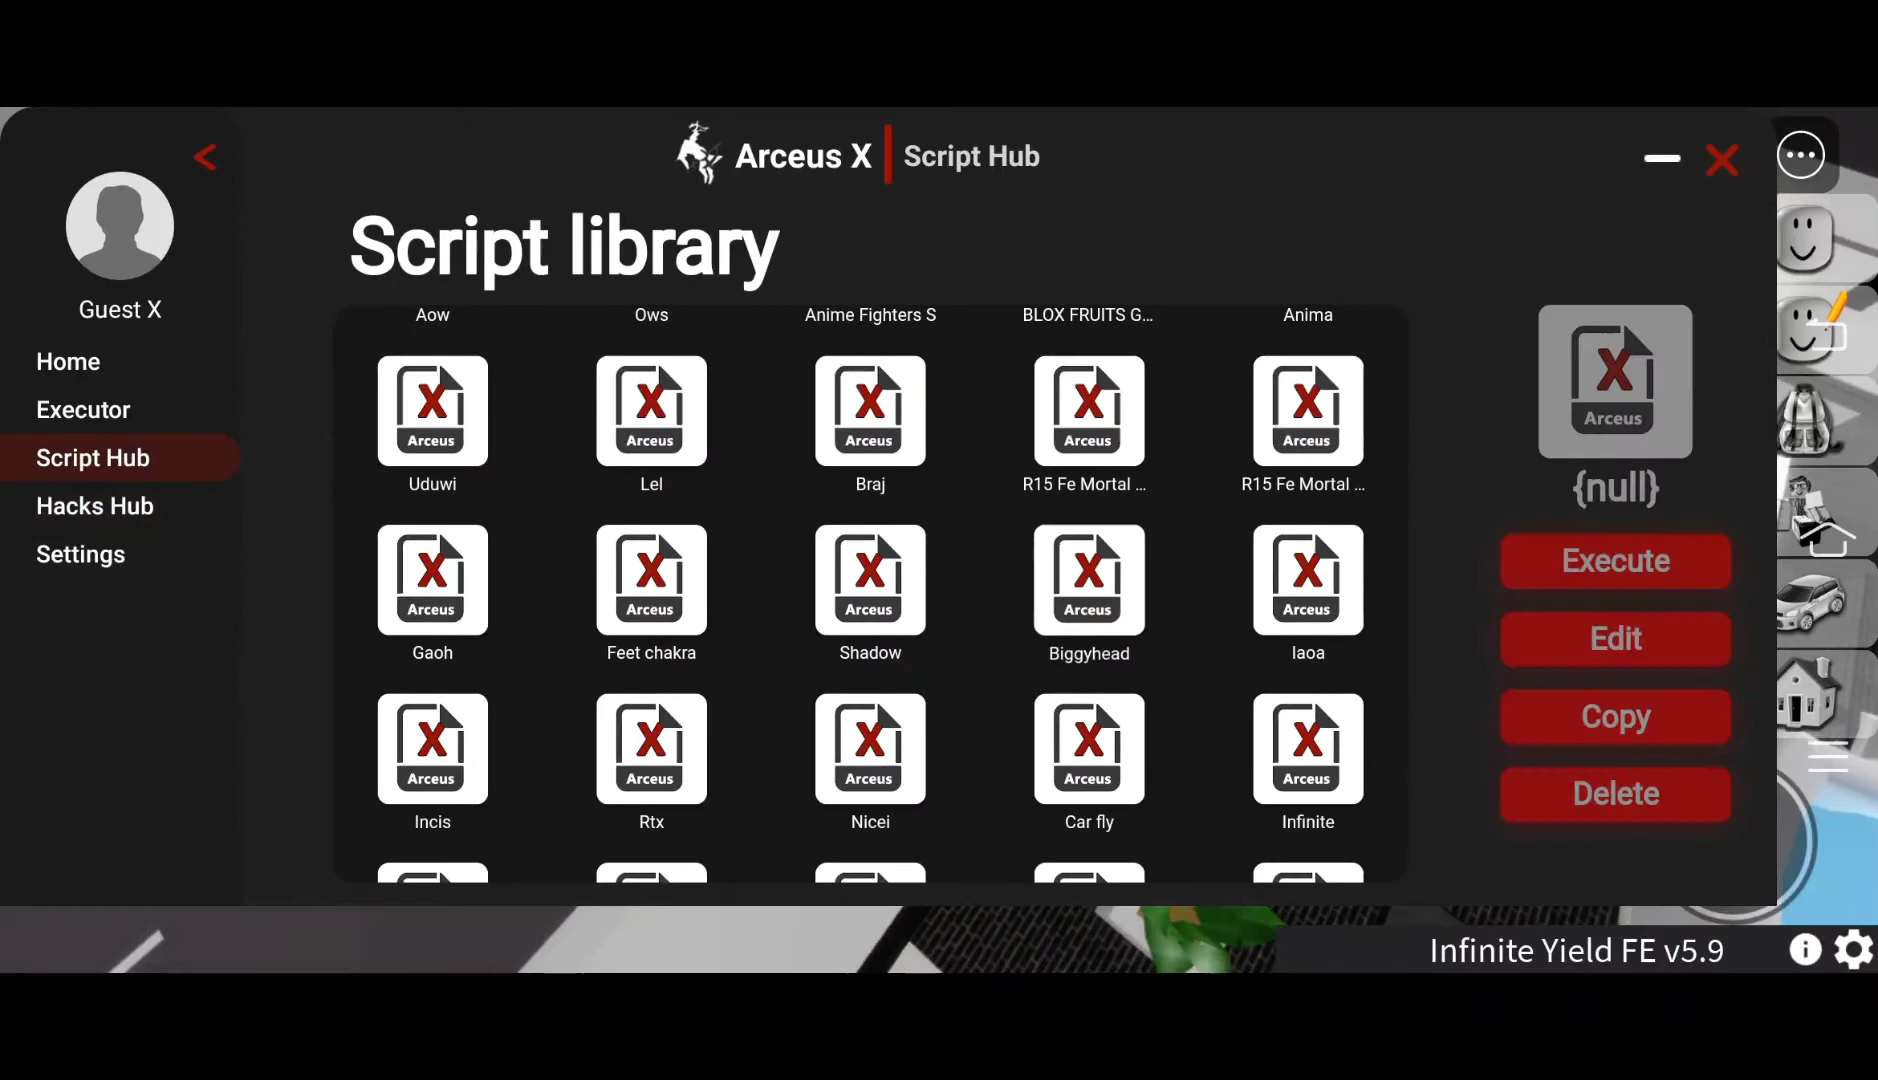 Arceus X Script Hub
Script library
Guest X
Home
Executor
Script Hub
Hacks Hub
Settings
Aow Ows Anime Fighters S BLOX FRUITS G... Anima
Arceus Arceus Arceus Arceus Arceus
Uduwi Lel Braj R15 Fe Mortal ... R15 Fe Mortal ...
Arceus Arceus Arceus Arceus Arceus
Gaoh Feet chakra Shadow Biggyhead
Arceus Arceus Arceus Arceus Arceus
Incis Rtx Nicei Car fly Infinite
Arceus
{null}
Execute
Edit
Copy
Delete
Infinite Yield FE v5.9